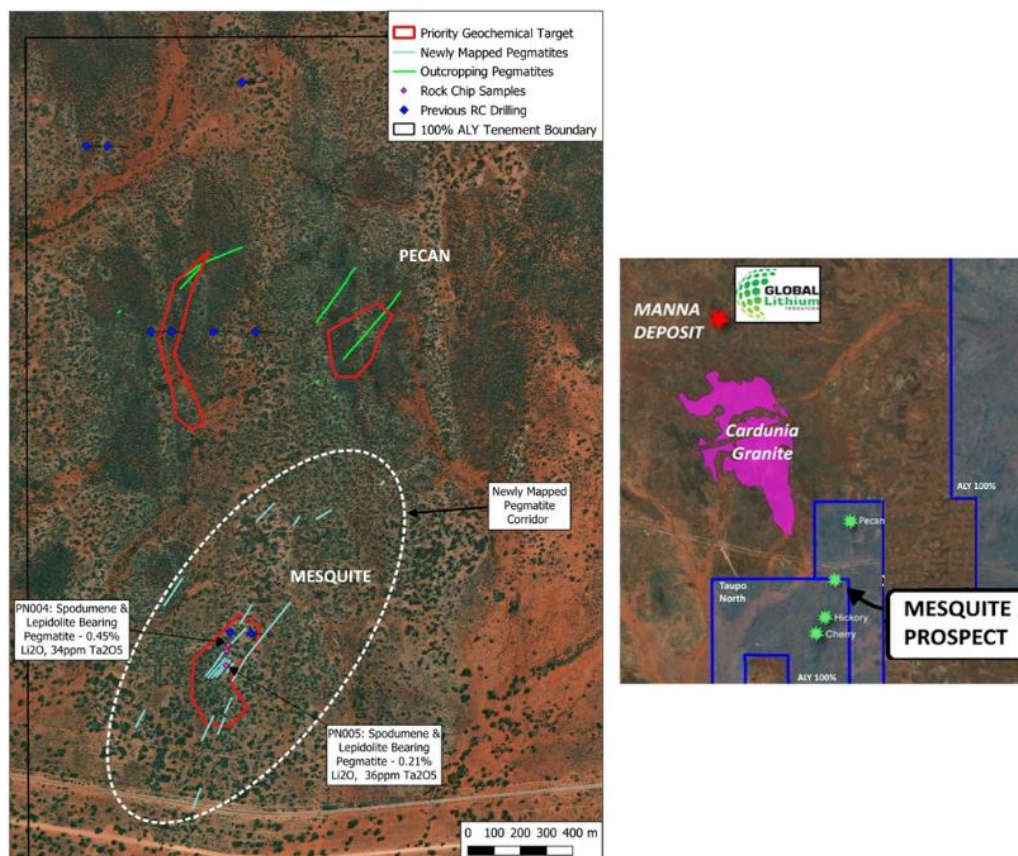 Priority Geochemical Target
Newly Mapped Pegmatites
Outcropping Pegmatites
Rock Chip Samples
Previous RC Drilling
100% ALY Tenement Boundary
PECAN
Newly Mapped
Pegmatite
Corridor
MESQUITE
PN004: Spodumene &
Lepidolite Bearing
Pegmatite - 0.45%
Li2O, 34ppm Ta2O5
PN005: Spodumene &
Lepidolite Bearing
Pegmatite - 0.21%
Li2O, 36ppm Ta2O5
0 100 200 300 400 m
GLOBAL
Lithium
MANNA
DEPOSIT
Cardunia
Granite
ALY 100%
Pecan
Taupo
North
Hickory
Cherry
MESQUITE
PROSPECT
ALY 100%